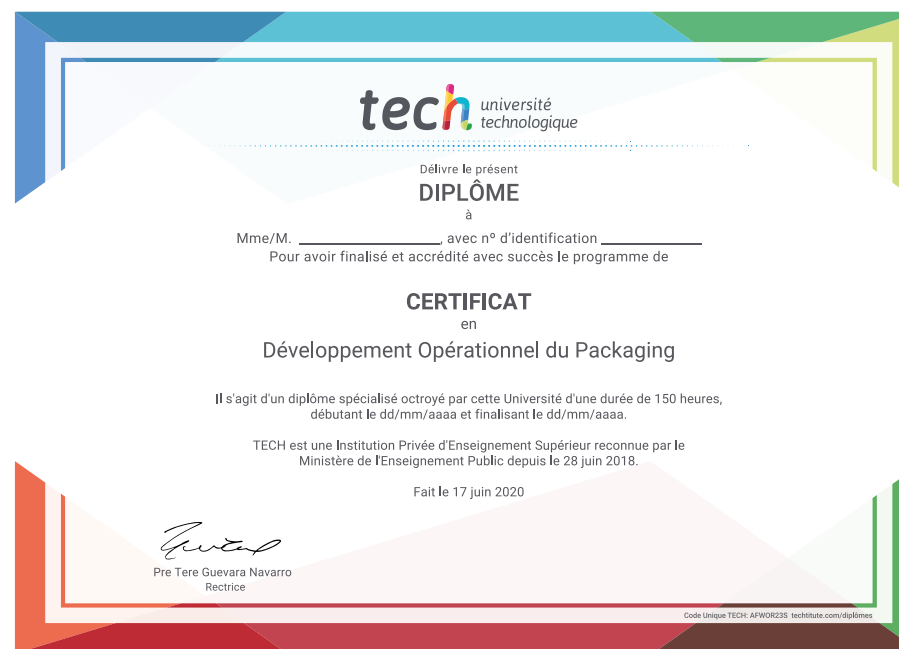 tech université
technologique
Délivre le présent
DIPLÔME
à
Mme/M. ____________, avec nº d'identification ____________
Pour avoir finalisé et accrédité avec succès le programme de
CERTIFICAT
en
Développement Opérationnel du Packaging
Il s'agit d'un diplôme spécialisé octroyé par cette Université d'une durée de 150 heures,
débutant le dd/mm/aaaa et finalisant le dd/mm/aaaa.
TECH est une Institution Privée d'Enseignement Supérieur reconnue par le
Ministère de l'Enseignement Public depuis le 28 juin 2018.
Fait le 17 juin 2020
Pre Tere Guevara Navarro
Rectrice
Code Unique TECH: AFWOR23S techtitute.com/diplômes